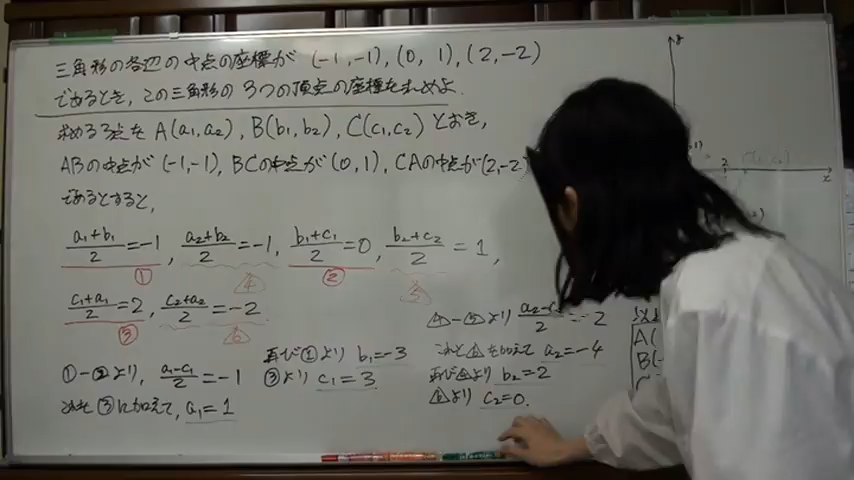 三角形の各辺の中点の座標が (-1,-1), (0, 1), (2,-2)
であるとき, この三角形の 3つの頂点の座標を求めよ.
求める3点を A(a₁,a₂), B(b₁,b₂), C(c₁,c₂) とおき,
ABの中点が (-1,-1), BCの中点が (0,1), CAの中点が (2,-2)
であるとすると,
(a₁+b₁)/2=-1, (a₂+b₂)/2=-1, (b₁+c₁)/2=0, (b₂+c₂)/2=1,
① ④ ② ⑤
(c₁+a₁)/2=2, (c₂+a₂)/2=-2
③ ⑥
①-②より, (a₁-c₁)/2=-1
これを③に加えて, a₁=1
再び①より b₁=-3
③より c₁=3
④-⑤より
2
-2
これと⑥を加えて a₂=-4
再び④より b₂=2
⑥より c₂=0.
A(
B(-
y
2
x